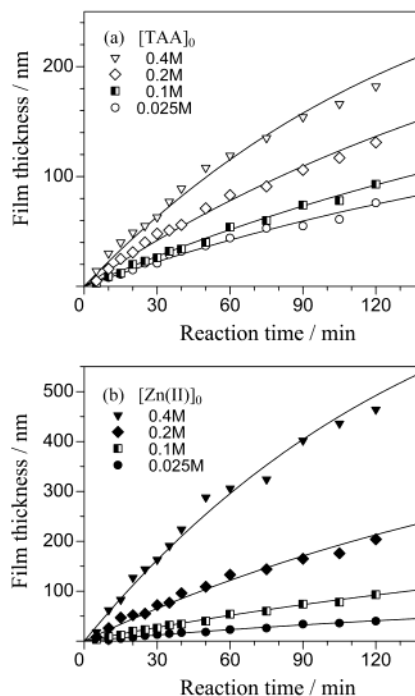 200
100
0
Film thickness / nm
(a) [TAA]₀
0.4M
0.2M
0.1M
0.025M
0 30 60 90 120
Reaction time / min
500
400
300
200
100
0
Film thickness / nm
(b) [Zn(II)]₀
0.4M
0.2M
0.1M
0.025M
0 30 60 90 120
Reaction time / min